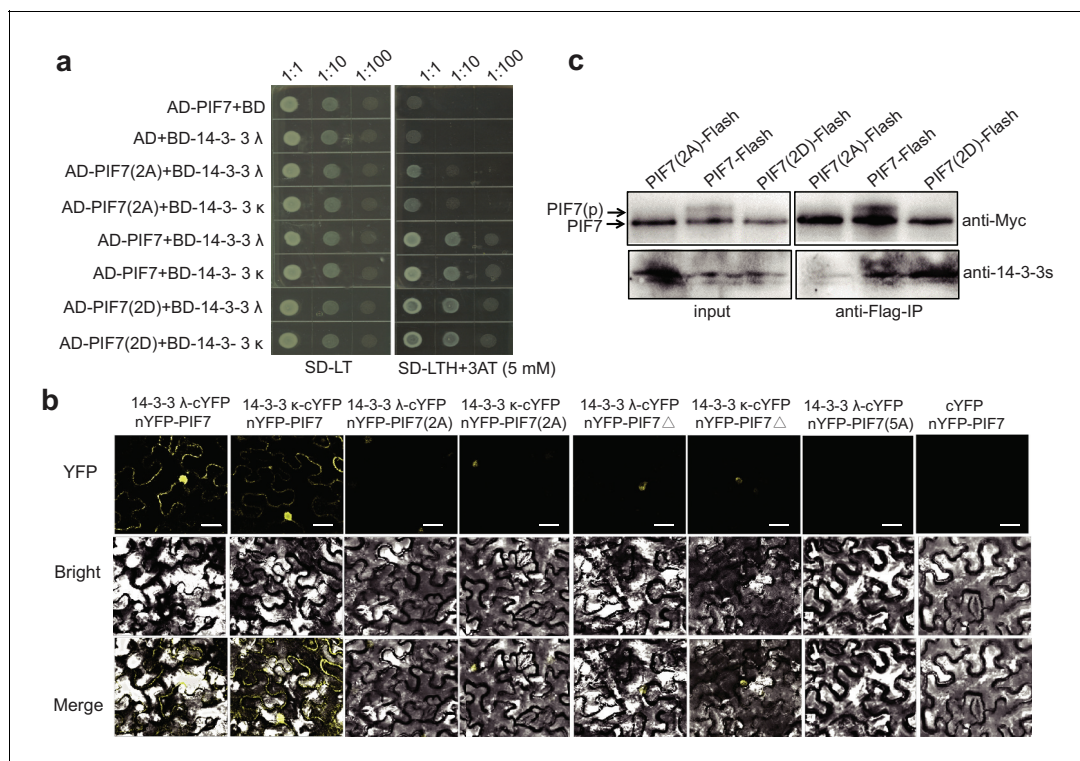 a
1:1 1:10 1:100 1:1 1:10 1:100
AD-PIF7+BD
AD+BD-14-3- 3 λ
AD-PIF7(2A)+BD-14-3-3 λ
AD-PIF7(2A)+BD-14-3- 3 κ
AD-PIF7+BD-14-3-3 λ
AD-PIF7+BD-14-3- 3 κ
AD-PIF7(2D)+BD-14-3-3 λ
AD-PIF7(2D)+BD-14-3- 3 κ
SD-LT SD-LTH+3AT (5 mM)
c
PIF7(2A)-Flash PIF7-Flash PIF7(2D)-Flash PIF7(2A)-Flash PIF7-Flash PIF7(2D)-Flash
PIF7(p)
PIF7
anti-Myc
anti-14-3-3s
input anti-Flag-IP
b
14-3-3 λ-cYFP 14-3-3 κ-cYFP 14-3-3 λ-cYFP 14-3-3 κ-cYFP 14-3-3 λ-cYFP 14-3-3 κ-cYFP 14-3-3 λ-cYFP cYFP
nYFP-PIF7 nYFP-PIF7 nYFP-PIF7(2A) nYFP-PIF7(2A) nYFP-PIF7△ nYFP-PIF7△ nYFP-PIF7(5A) nYFP-PIF7
YFP
Bright
Merge